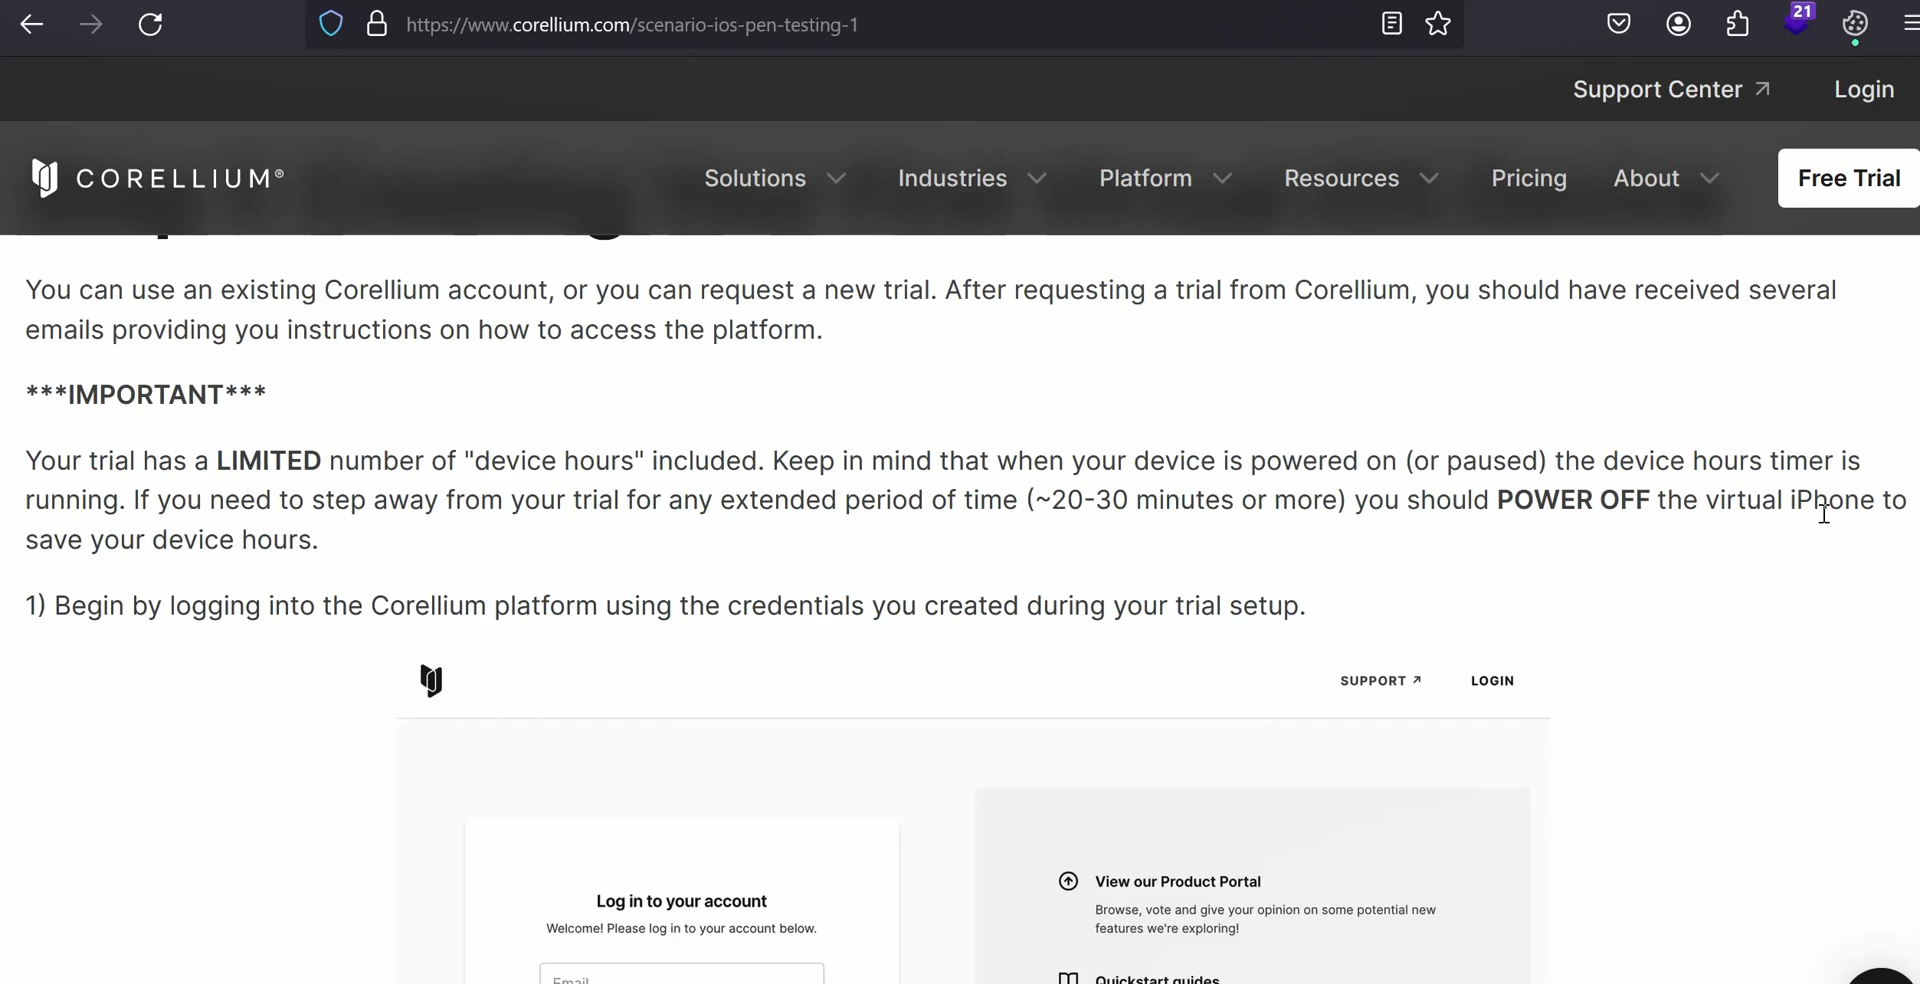 https://www.corellium.com/scenario-ios-pen-testing-1
21
Support Center
Login
CORELLIUM®
Solutions
Industries
Platform
Resources
Pricing
About
Free Trial
You can use an existing Corellium account, or you can request a new trial. After requesting a trial from Corellium, you should have received several
emails providing you instructions on how to access the platform.
***IMPORTANT***
Your trial has a LIMITED number of "device hours" included. Keep in mind that when your device is powered on (or paused) the device hours timer is
running. If you need to step away from your trial for any extended period of time (~20-30 minutes or more) you should POWER OFF the virtual iPhone to
save your device hours.
1) Begin by logging into the Corellium platform using the credentials you created during your trial setup.
SUPPORT
LOGIN
Log in to your account
Welcome! Please log in to your account below.
Email
View our Product Portal
Browse, vote and give your opinion on some potential new
features we're exploring!
Quickstart guides